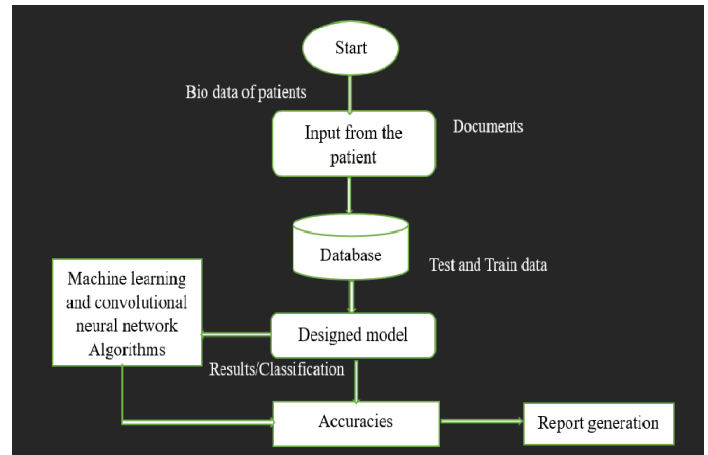 Start
Bio data of patients
Input from the
patient
Documents
Database
Test and Train data
Machine learning
and convolutional
neural network
Algorithms
Designed model
Results/Classification
Accuracies
Report generation